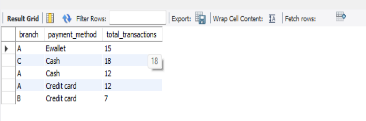 Result Grid Filter Rows: Export: Wrap Cell Content: Fetch rows:
branch payment_method total_transactions
A Ewallet 15
C Cash 18 18
A Cash 12
A Credit card 12
B Credit card 7